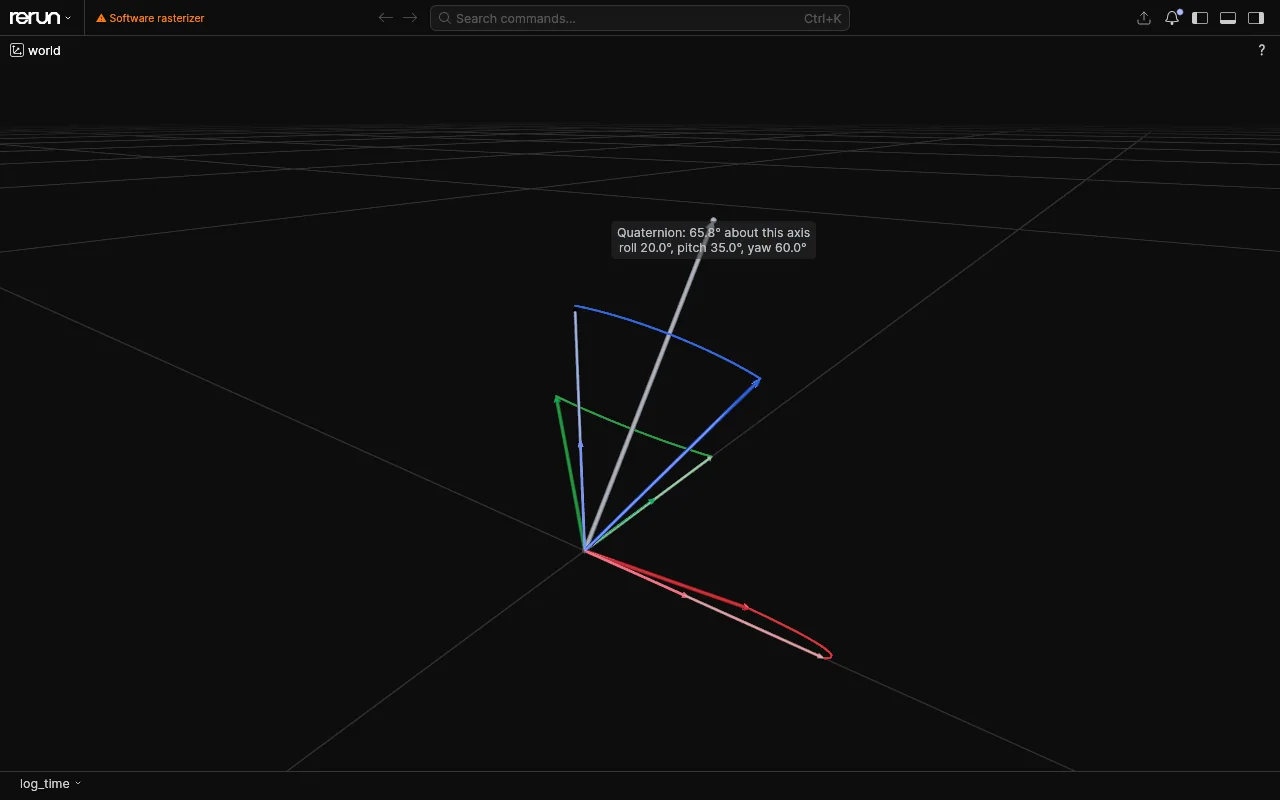 rerun
Software rasterizer
Search commands...
Ctrl+K
world
?
Quaternion: 65.8° about this axis
roll 20.0°, pitch 35.0°, yaw 60.0°
log_time